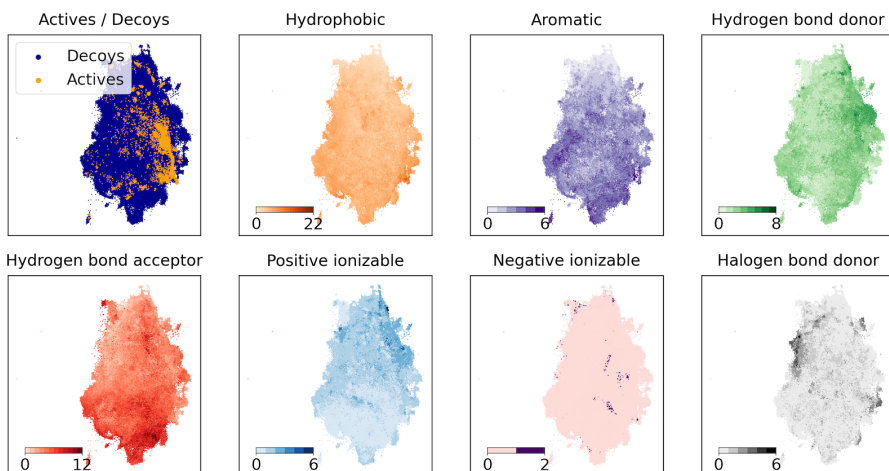 Actives / Decoys
Hydrophobic
Aromatic
Hydrogen bond donor
Decoys
Actives
0 22
0 6
0 8
Hydrogen bond acceptor
Positive ionizable
Negative ionizable
Halogen bond donor
0 12
0 6
0 2
0 6